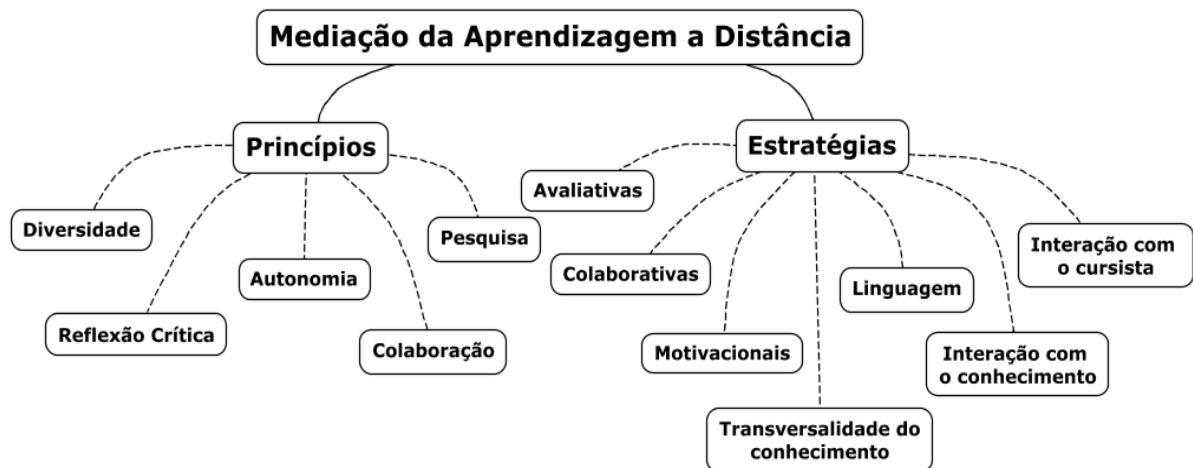 Mediação da Aprendizagem a Distância
Princípios
Estratégias
Diversidade
Reflexão Crítica
Autonomia
Colaboração
Pesquisa
Avaliativas
Colaborativas
Motivacionais
Transversalidade do
conhecimento
Linguagem
Interação com
o conhecimento
Interação com
o cursista